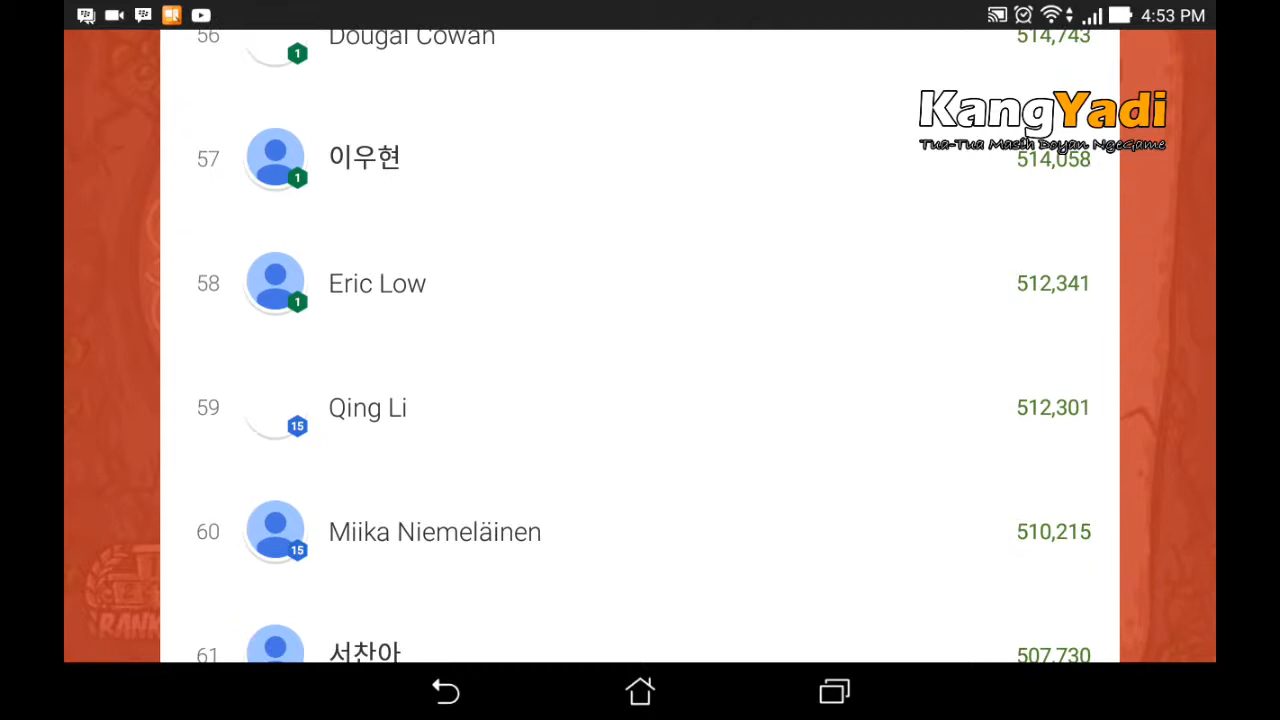 4:53 PM
56 Dougal Cowan 514,743
1
KangYadi
Tua-Tua Masih Doyan NgeGame
57 이우현 514,058
1
58 Eric Low 512,341
1
59 Qing Li 512,301
15
60 Miika Niemeläinen 510,215
15
61 서찬아 507,730
RANK